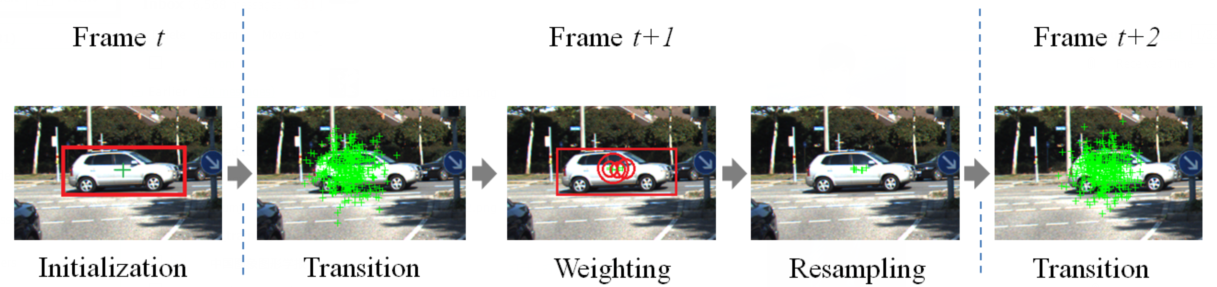 Frame t
Frame t+1
Frame t+2
Initialization
Transition
Weighting
Resampling
Transition